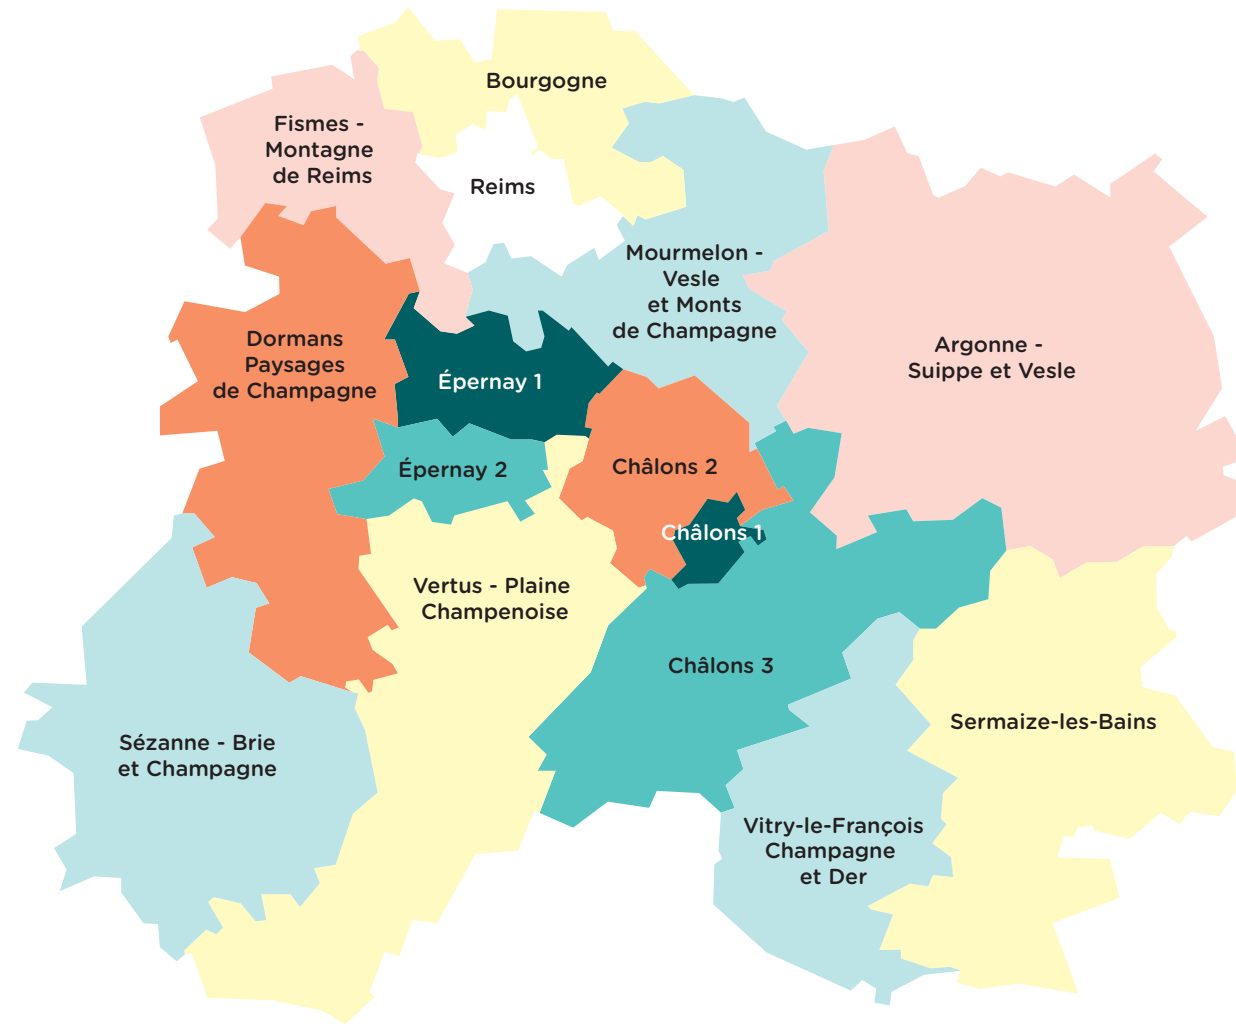 Bourgogne
Fismes -
Montagne
de Reims
Reims
Mourmelon -
Vesle
et Monts
de Champagne
Dormans
Paysages
de Champagne
Épernay 1
Argonne -
Suippe et Vesle
Épernay 2
Châlons 2
Châlons 1
Vertus - Plaine
Champenoise
Châlons 3
Sézanne - Brie
et Champagne
Sermaize-les-Bains
Vitry-le-François
Champagne
et Der